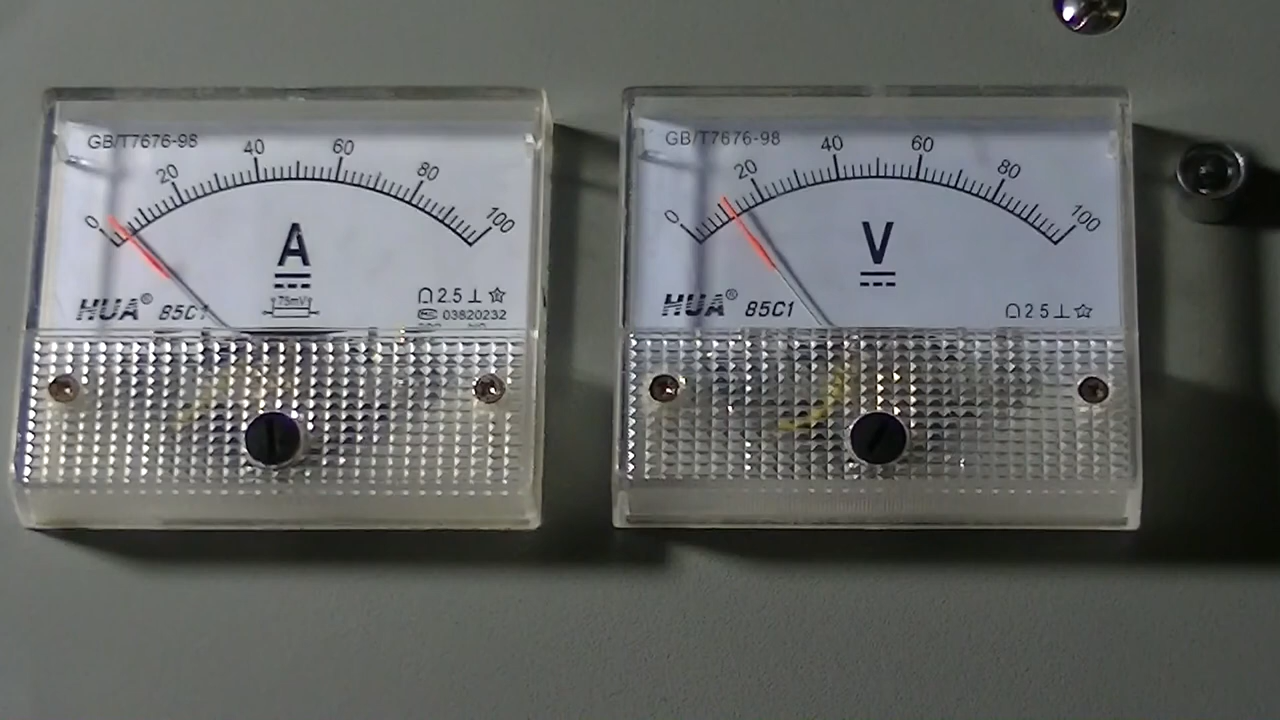 GB/T7676-98
0 20 40 60 80 100
A
HUA® 85C1
75mV
2.5
MC 03820232
GB/T7676-98
0 20 40 60 80 100
V
HUA® 85C1
2.5